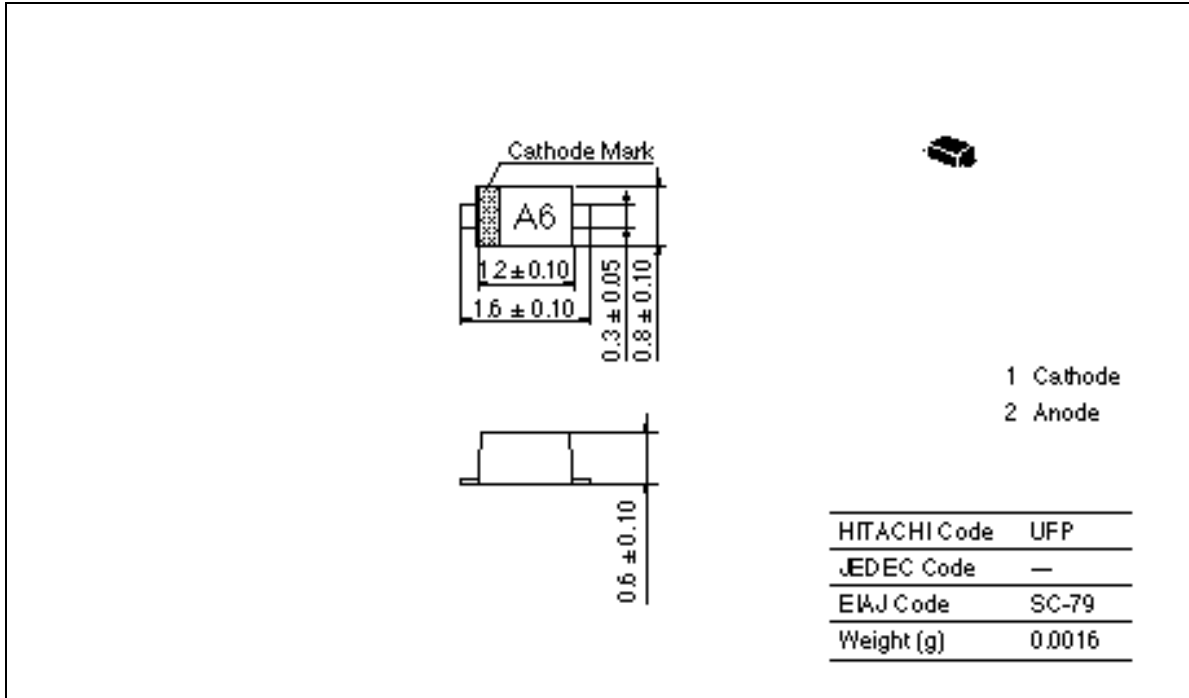 Cathode Mark
A6
1.2 ± 0.10
1.6 ± 0.10
0.3 ± 0.05
0.8 ± 0.10
1 Cathode
2 Anode
0.6 ± 0.10
HITACHI Code UFP
JEDEC Code —
EIAJ Code SC-79
Weight (g) 0.0016